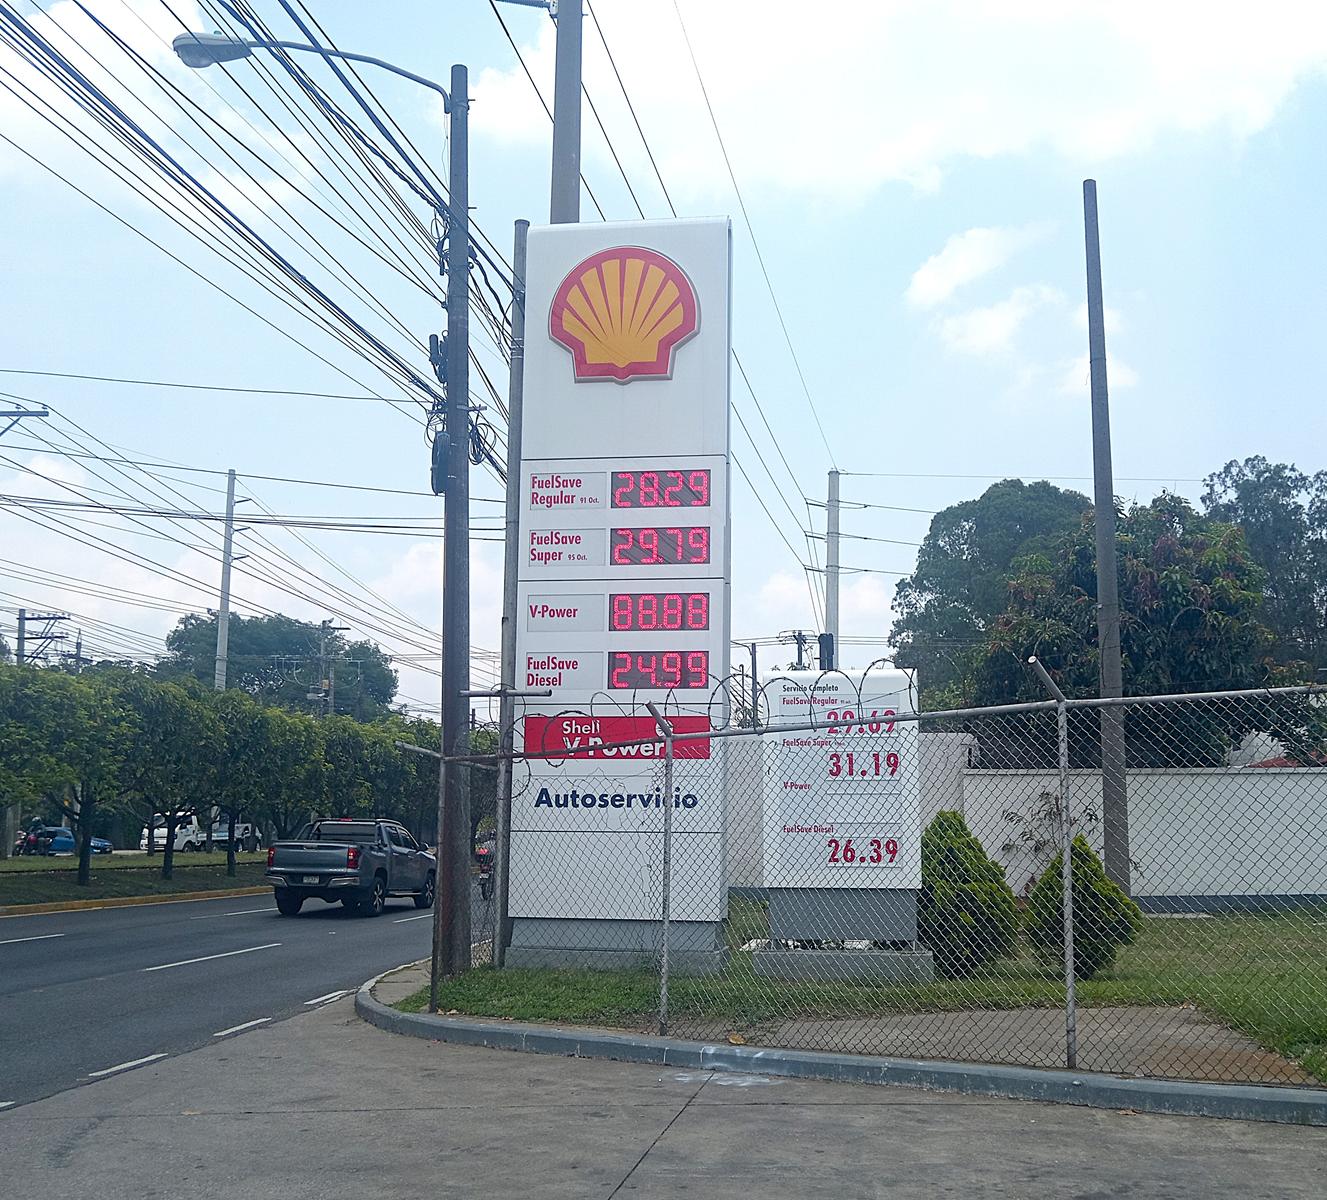 FuelSave
Regular 91 Oct.
28.29
FuelSave
Super 95 Oct.
29.79
V-Power
88.88
FuelSave
Diesel
24.99
Shell
V-Power
Autoservicio
Servicio Completo
FuelSave Regular
29.69
FuelSave Super
31.19
V-Power
FuelSave Diesel
26.39